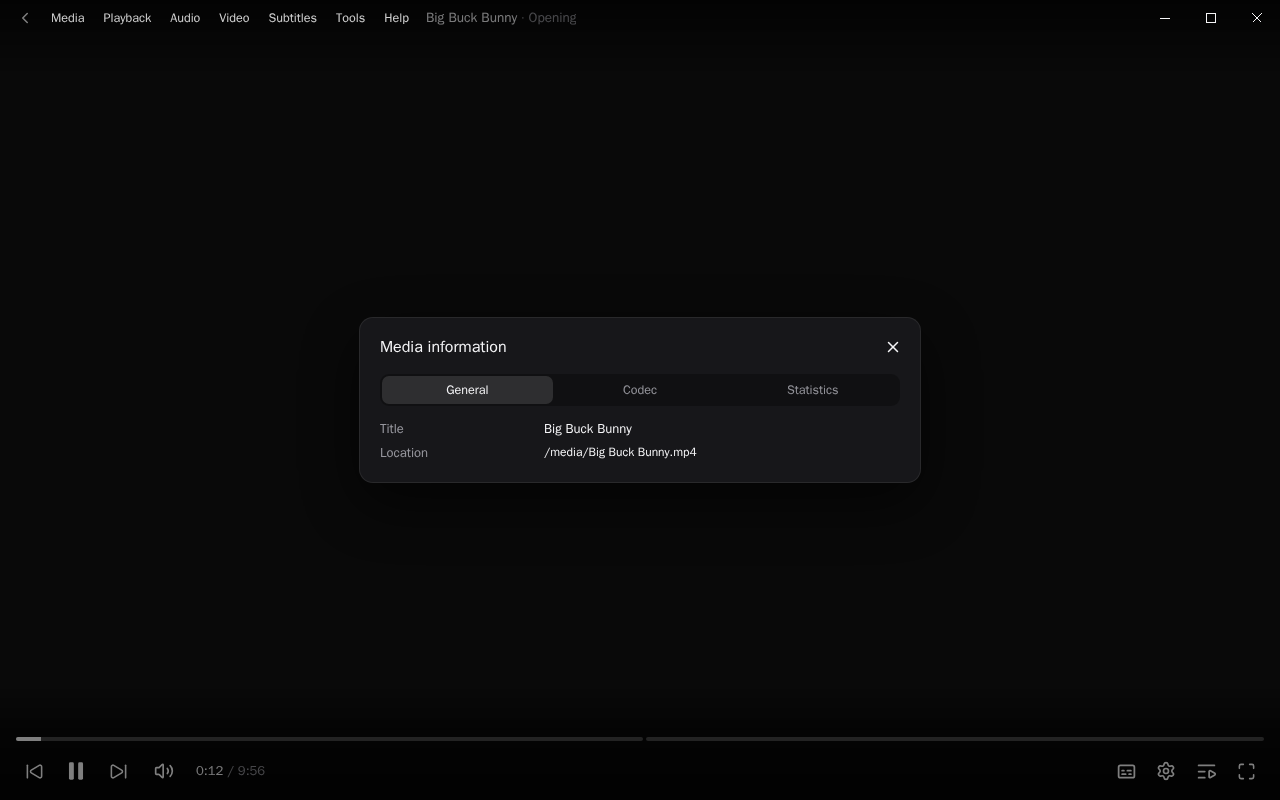 Media Playback Audio Video Subtitles Tools Help Big Buck Bunny · Opening
Media information
General Codec Statistics
Title Big Buck Bunny
Location /media/Big Buck Bunny.mp4
0:12 / 9:56